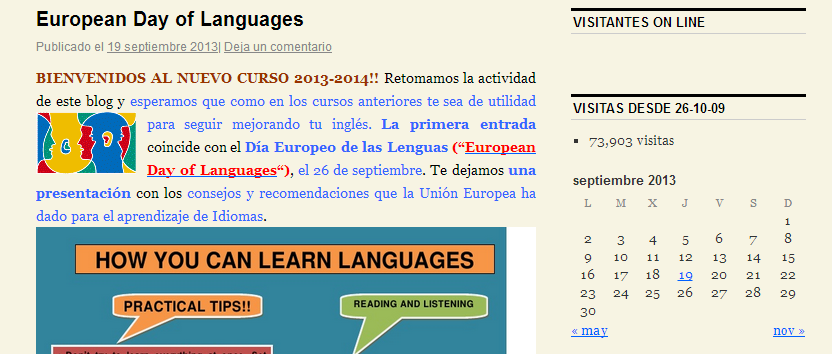 European Day of Languages
Publicado el 19 septiembre 2013| Deja un comentario
BIENVENIDOS AL NUEVO CURSO 2013-2014!! Retomamos la actividad
de este blog y esperamos que como en los cursos anteriores te sea de utilidad
para seguir mejorando tu inglés. La primera entrada
coincide con el Día Europeo de las Lenguas (“European
Day of Languages“), el 26 de septiembre. Te dejamos una
presentación con los consejos y recomendaciones que la Unión Europea ha
dado para el aprendizaje de Idiomas.
HOW YOU CAN LEARN LANGUAGES
PRACTICAL TIPS!!
READING AND LISTENING
VISITANTES ON LINE
VISITAS DESDE 26-10-09
73,903 visitas
septiembre 2013
L M X J V S D
1
2 3 4 5 6 7 8
9 10 11 12 13 14 15
16 17 18 19 20 21 22
23 24 25 26 27 28 29
30
« may nov »